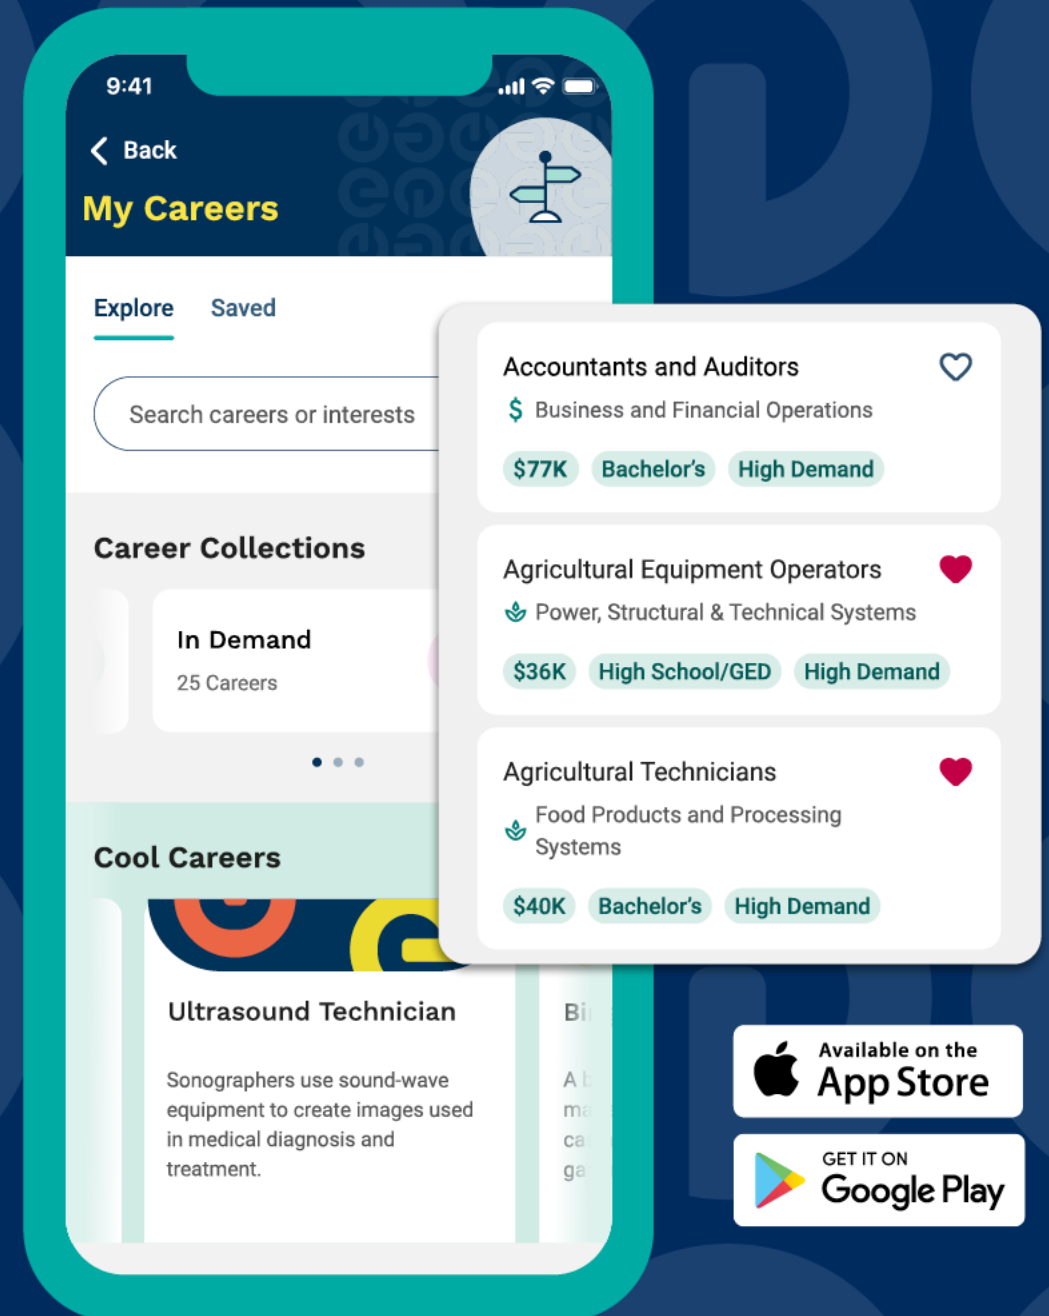 9:41
Back
My Careers
Explore
Saved
Search careers or interests
Career Collections
In Demand
25 Careers
Cool Careers
Ultrasound Technician
Sonographers use sound-wave
equipment to create images used
in medical diagnosis and
treatment.
Accountants and Auditors
$ Business and Financial Operations
$77K
Bachelor's
High Demand
Agricultural Equipment Operators
Power, Structural & Technical Systems
$36K
High School/GED
High Demand
Agricultural Technicians
Food Products and Processing
Systems
$40K
Bachelor's
High Demand
Available on the
App Store
GET IT ON
Google Play